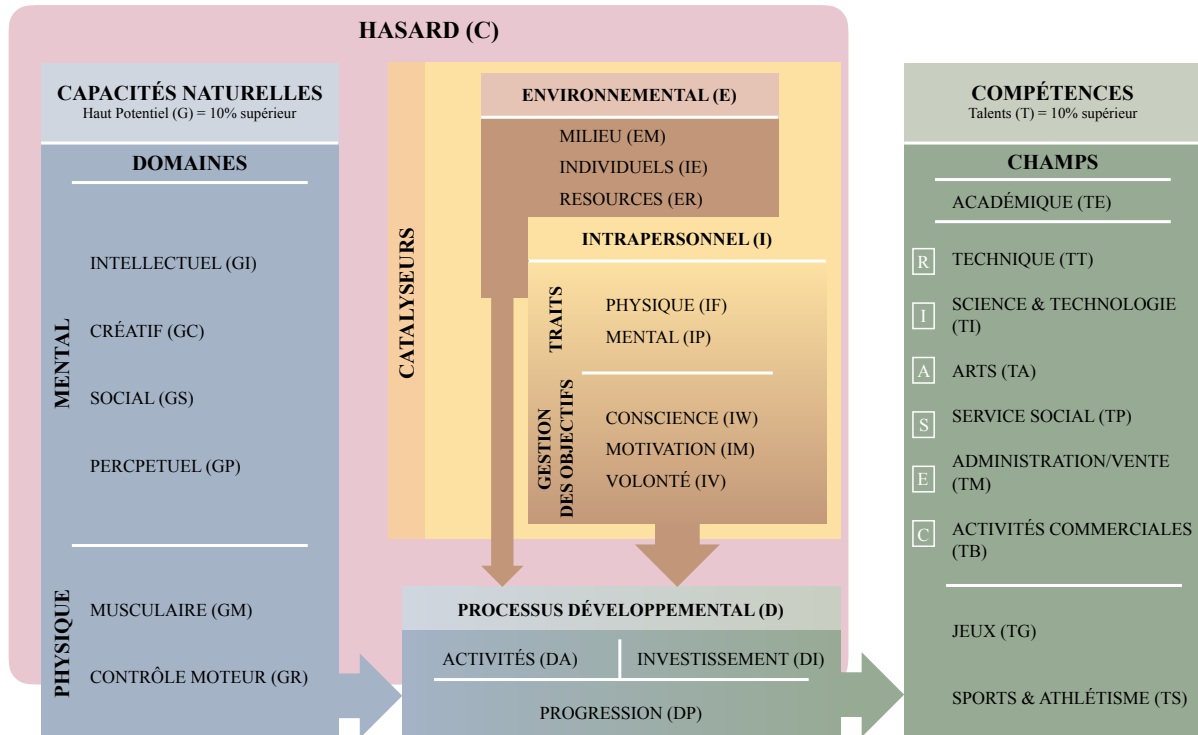 HASARD (C)
CAPACITÉS NATURELLES
Haut Potentiel (G) = 10% supérieur
DOMAINES
MENTAL
INTELLECTUEL (GI)
CRÉATIF (GC)
SOCIAL (GS)
PERCPETUEL (GP)
PHYSIQUE
MUSCULAIRE (GM)
CONTRÔLE MOTEUR (GR)
CATALYSEURS
ENVIRONNEMENTAL (E)
MILIEU (EM)
INDIVIDUELS (IE)
RESOURCES (ER)
INTRAPERSONNEL (I)
TRAITS
PHYSIQUE (IF)
MENTAL (IP)
GESTION
DES OBJECTIFS
CONSCIENCE (IW)
MOTIVATION (IM)
VOLONTÉ (IV)
PROCESSUS DÉVELOPPEMENTAL (D)
ACTIVITÉS (DA)
INVESTISSEMENT (DI)
PROGRESSION (DP)
COMPÉTENCES
Talents (T) = 10% supérieur
CHAMPS
ACADÉMIQUE (TE)
R TECHNIQUE (TT)
I SCIENCE & TECHNOLOGIE
(TI)
A ARTS (TA)
S SERVICE SOCIAL (TP)
E ADMINISTRATION/VENTE
(TM)
C ACTIVITÉS COMMERCIALES
(TB)
JEUX (TG)
SPORTS & ATHLÉTISME (TS)